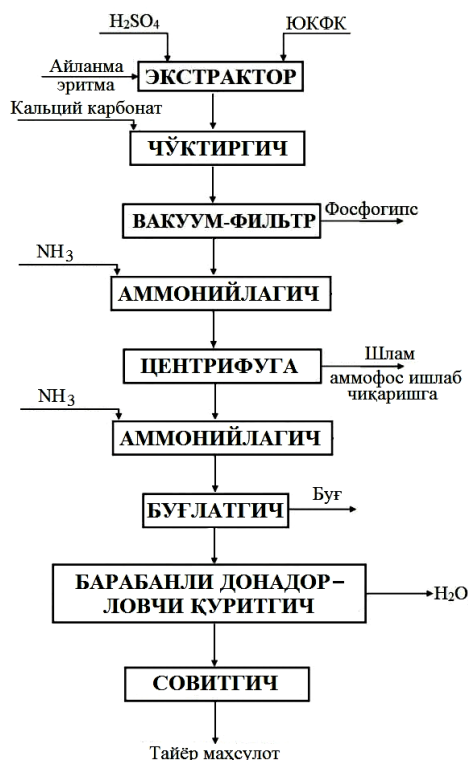 H₂SO₄
ЮКФК
Айланма
эритма
ЭКСТРАКТОР
Кальций карбонат
ЧЎКТИРГИЧ
ВАКУУМ-ФИЛЬТР
Фосфогипс
NH₃
АММОНИЙЛАГИЧ
ЦЕНТРИФУГА
Шлам
аммофос ишлаб
чиқаришга
NH₃
АММОНИЙЛАГИЧ
БУҒЛАТГИЧ
Буғ
БАРАБАНЛИ ДОНАДОР–
ЛОВЧИ ҚУРИТГИЧ
H₂O
СОВИТГИЧ
Тайёр маҳсулот